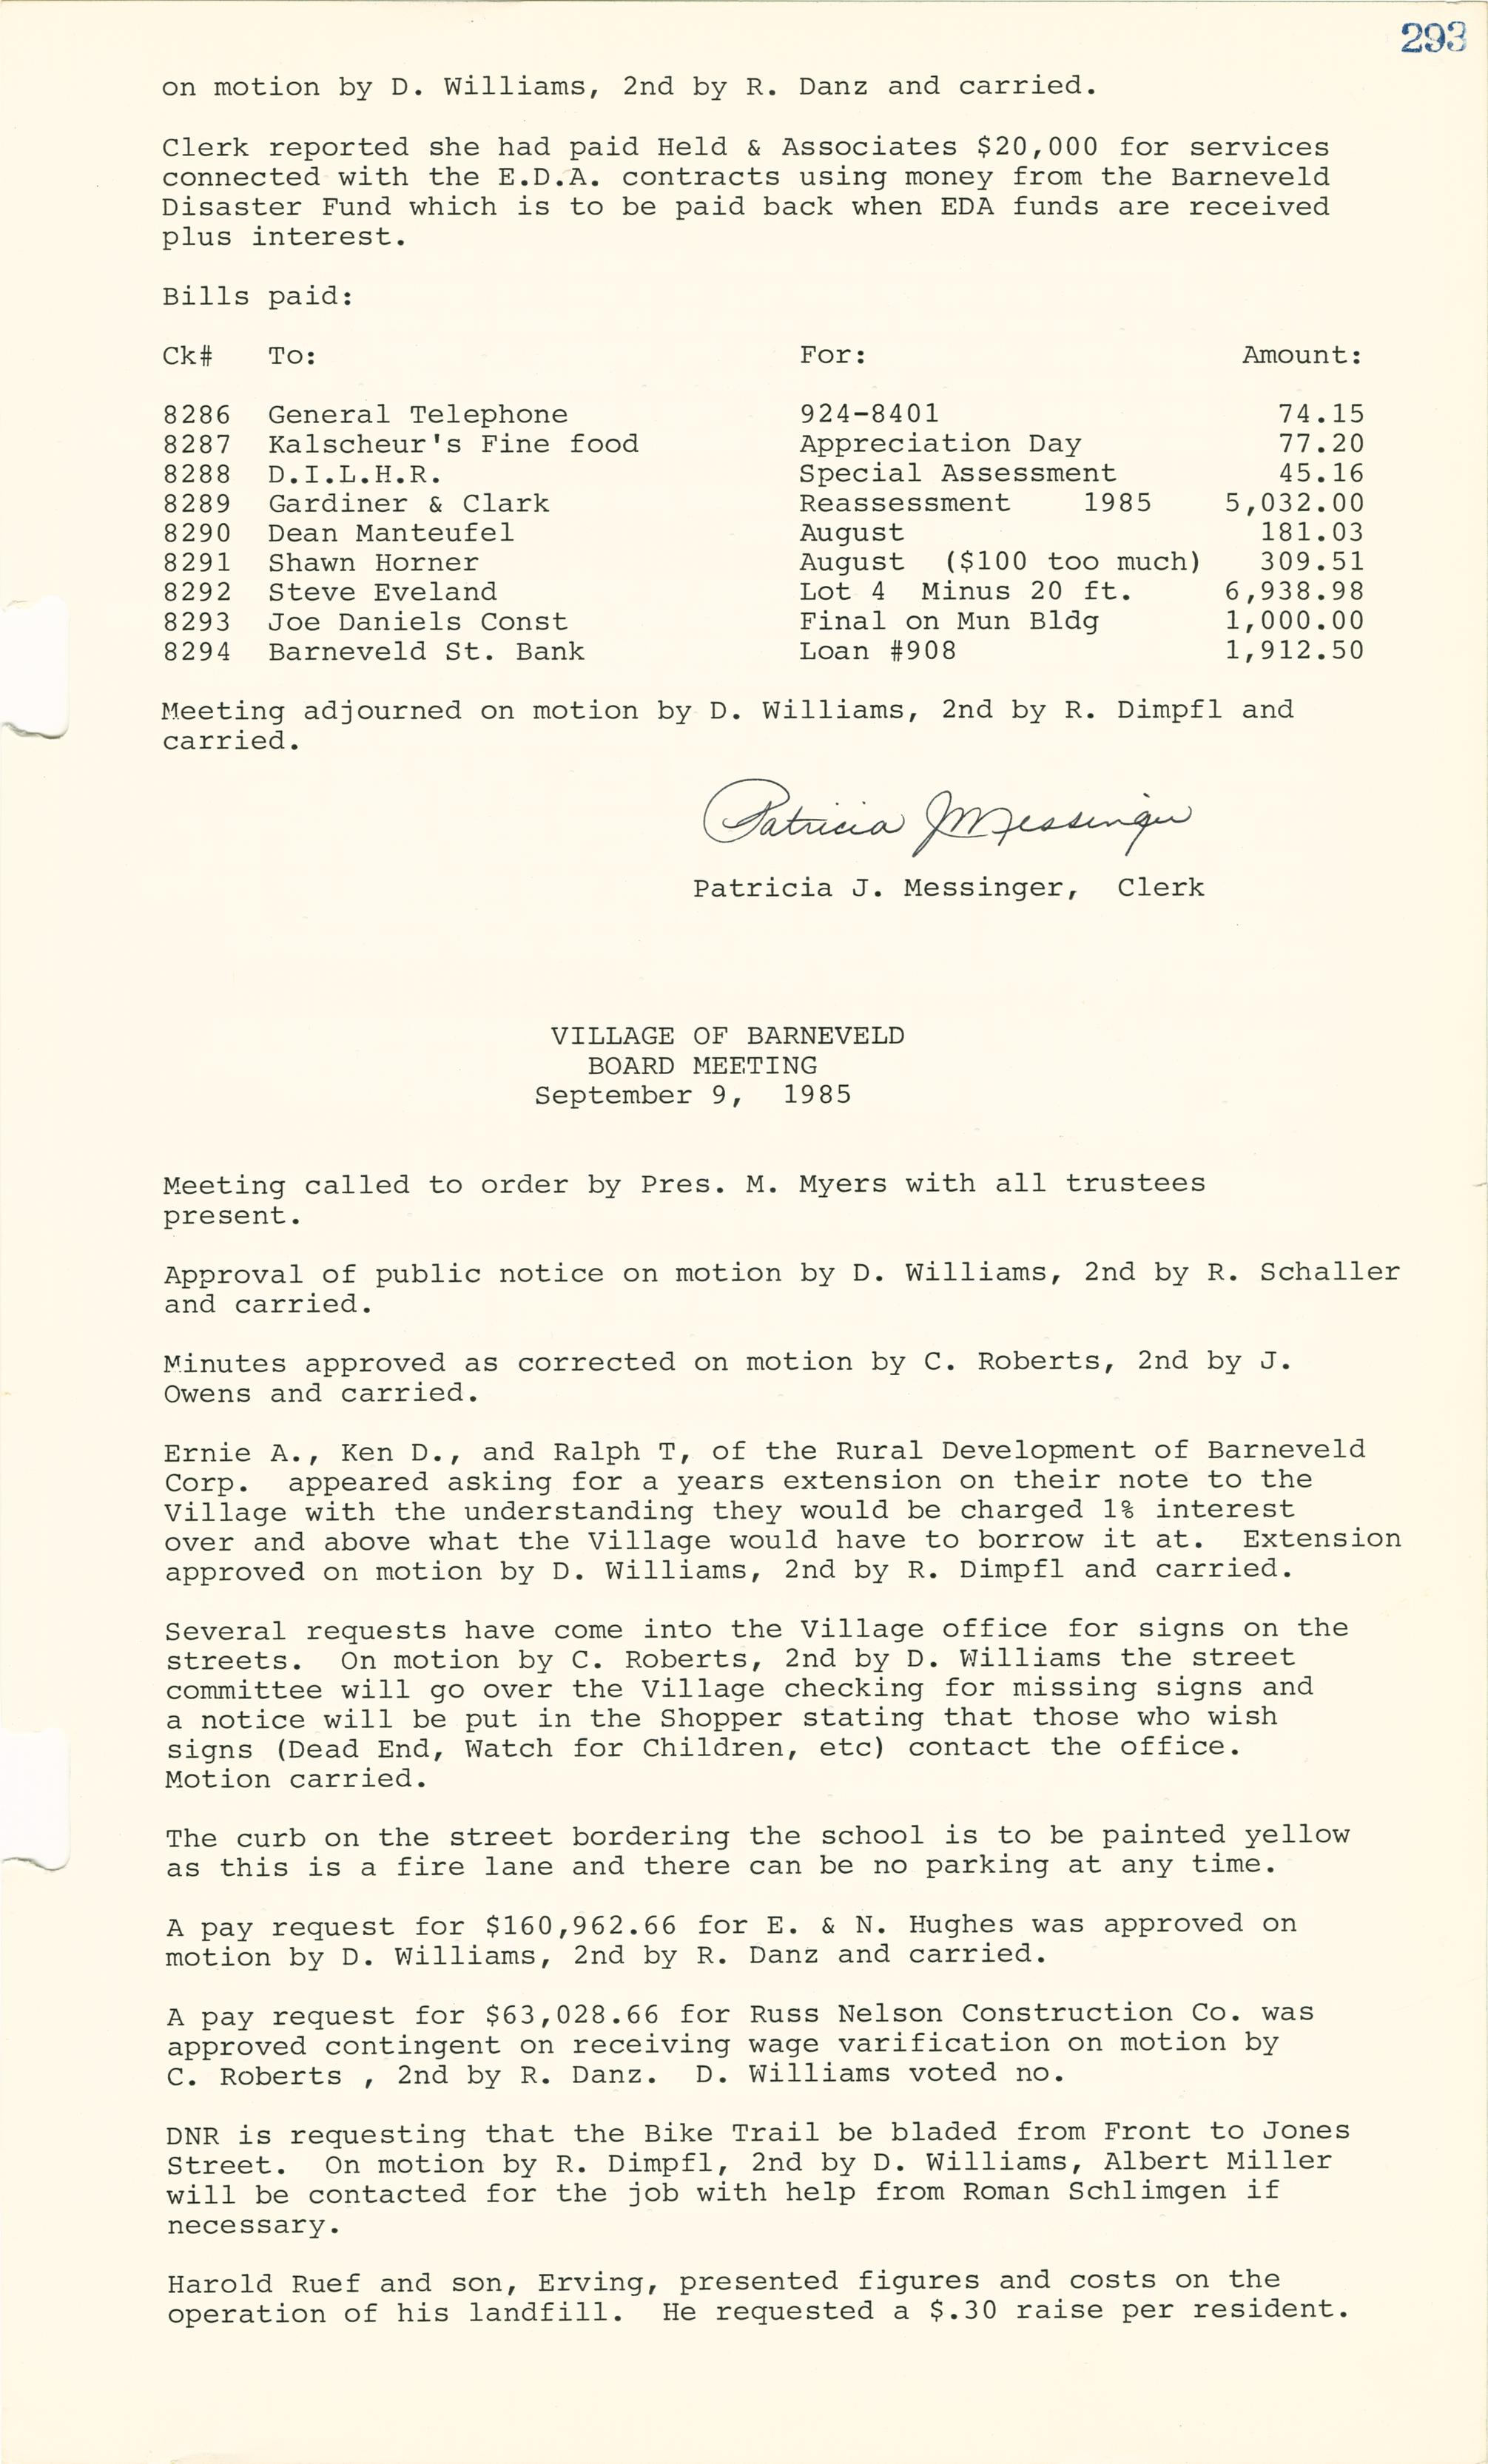 293
on motion by D. Williams, 2nd by R. Danz and carried.
Clerk reported she had paid Held & Associates $20,000 for services
connected with the E.D.A. contracts using money from the Barneveld
Disaster Fund which is to be paid back when EDA funds are received
plus interest.
Bills paid:
Ck# To: For: Amount:
8286 General Telephone 924-8401 74.15
8287 Kalscheur's Fine food Appreciation Day 77.20
8288 D.I.L.H.R. Special Assessment 45.16
8289 Gardiner & Clark Reassessment 1985 5,032.00
8290 Dean Manteufel August 181.03
8291 Shawn Horner August ($100 too much) 309.51
8292 Steve Eveland Lot 4 Minus 20 ft. 6,938.98
8293 Joe Daniels Const Final on Mun Bldg 1,000.00
8294 Barneveld St. Bank Loan #908 1,912.50
Meeting adjourned on motion by D. Williams, 2nd by R. Dimpfl and
carried.
Patricia J Messinger
Patricia J. Messinger, Clerk
VILLAGE OF BARNEVELD
BOARD MEETING
September 9, 1985
Meeting called to order by Pres. M. Myers with all trustees
present.
Approval of public notice on motion by D. Williams, 2nd by R. Schaller
and carried.
Minutes approved as corrected on motion by C. Roberts, 2nd by J.
Owens and carried.
Ernie A., Ken D., and Ralph T, of the Rural Development of Barneveld
Corp. appeared asking for a years extension on their note to the
Village with the understanding they would be charged 1% interest
over and above what the Village would have to borrow it at. Extension
approved on motion by D. Williams, 2nd by R. Dimpfl and carried.
Several requests have come into the Village office for signs on the
streets. On motion by C. Roberts, 2nd by D. Williams the street
committee will go over the Village checking for missing signs and
a notice will be put in the Shopper stating that those who wish
signs (Dead End, Watch for Children, etc) contact the office.
Motion carried.
The curb on the street bordering the school is to be painted yellow
as this is a fire lane and there can be no parking at any time.
A pay request for $160,962.66 for E. & N. Hughes was approved on
motion by D. Williams, 2nd by R. Danz and carried.
A pay request for $63,028.66 for Russ Nelson Construction Co. was
approved contingent on receiving wage varification on motion by
C. Roberts , 2nd by R. Danz. D. Williams voted no.
DNR is requesting that the Bike Trail be bladed from Front to Jones
Street. On motion by R. Dimpfl, 2nd by D. Williams, Albert Miller
will be contacted for the job with help from Roman Schlimgen if
necessary.
Harold Ruef and son, Erving, presented figures and costs on the
operation of his landfill. He requested a $.30 raise per resident.